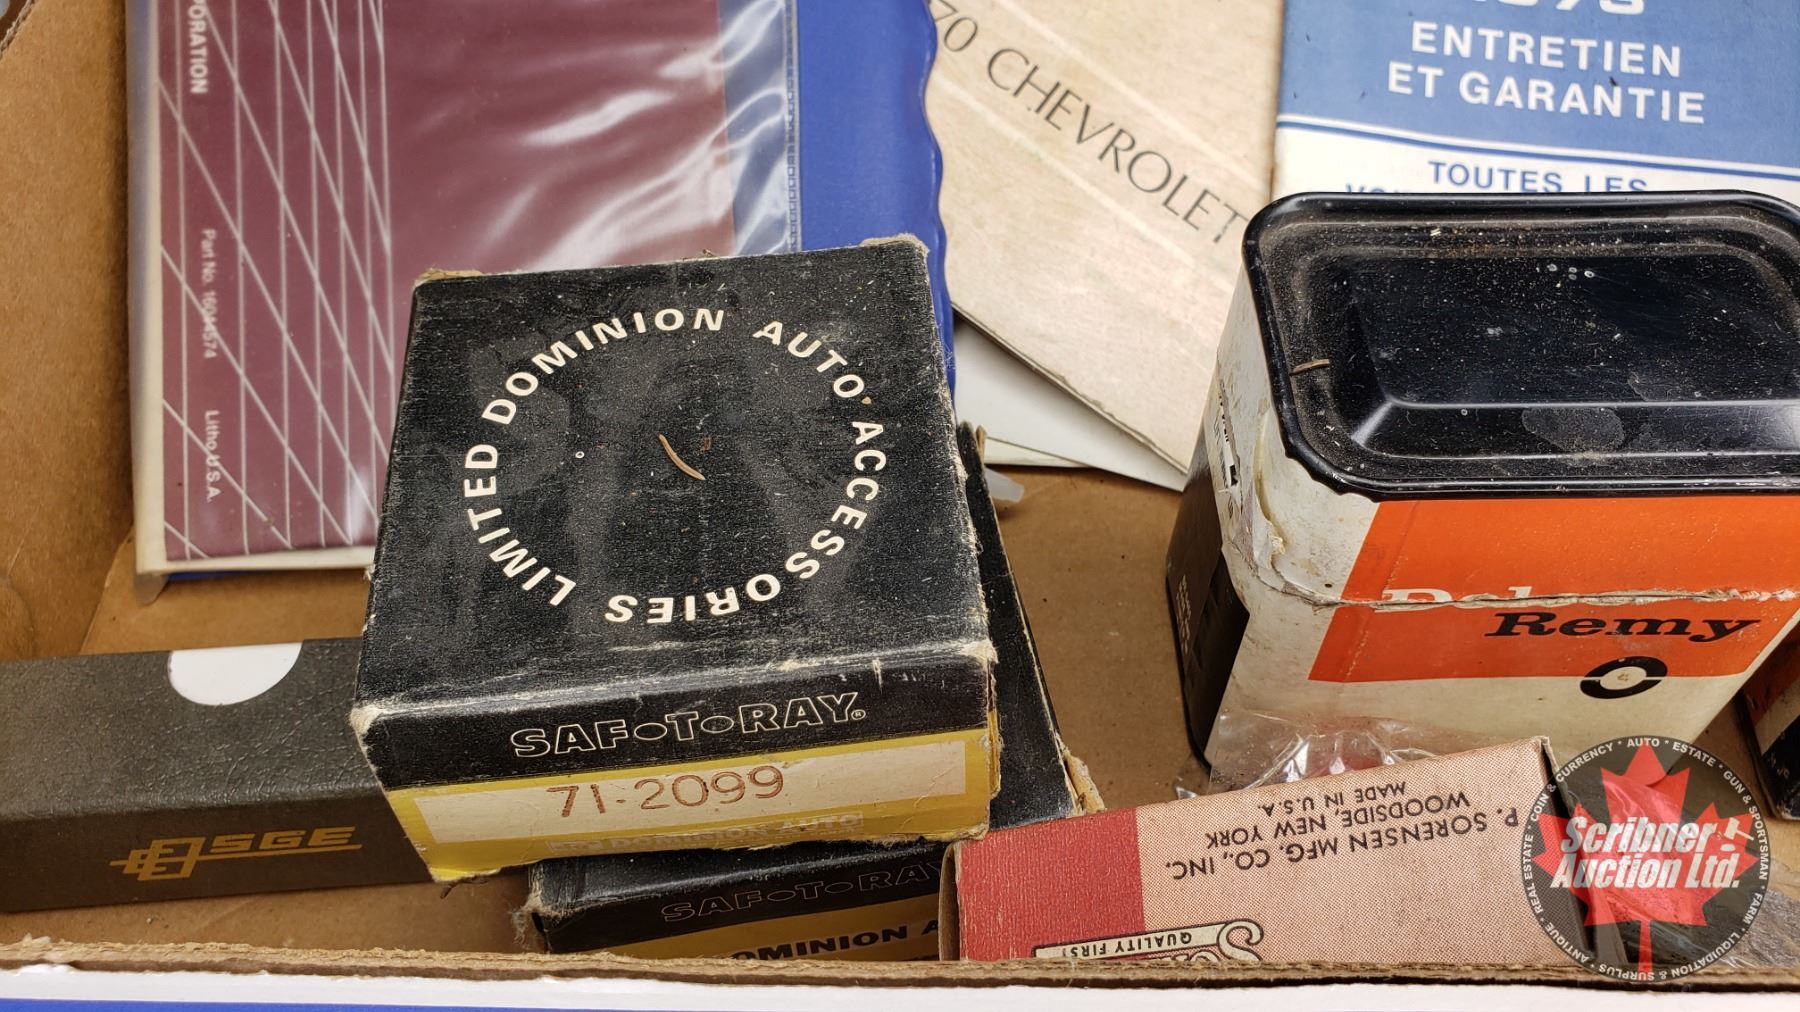 PORATION
Part No. 1604574
Litho U.S.A.
70 CHEVROLET
ENTRETIEN
ET GARANTIE
TOUTES LES
LIMITED DOMINION AUTO ACCESSORIES
SAF•T•RAY®
71-2099
DOMINION AUTO
SGE
SAF•T•RAY
DOMINION A
P. SORENSEN MFG. CO., INC.
WOODSIDE, NEW YORK
MADE IN U.S.A.
QUALITY FIRST
Remy
Scribner
Auction Ltd.
REAL ESTATE * COIN & CURRENCY * AUTO * ESTATE * GUN & SPORTSMAN * FARM * LIQUIDATION & SURPLUS * ANTIQUE *